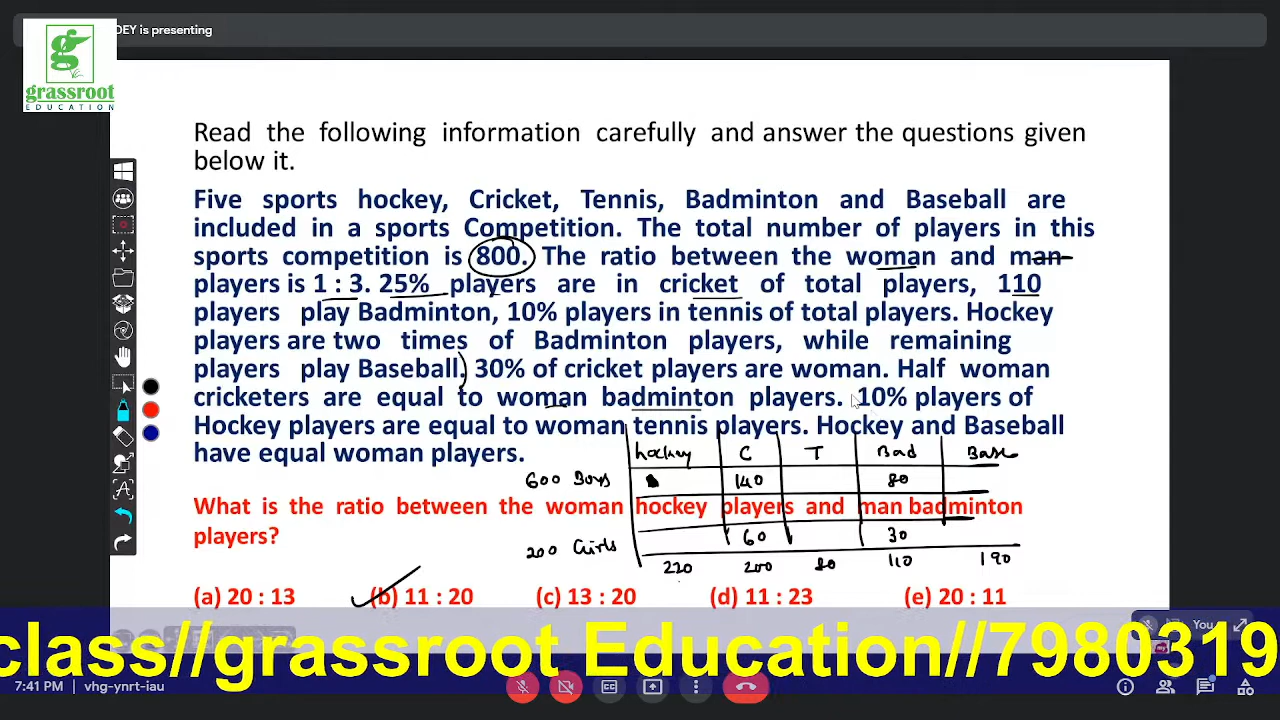 DEY is presenting
g
grassroot
EDUCATION
Read the following information carefully and answer the questions given
below it.
Five sports hockey, Cricket, Tennis, Badminton and Baseball are
included in a sports Competition. The total number of players in this
sports competition is 800. The ratio between the woman and man
players is 1 : 3. 25% players are in cricket of total players, 110
players play Badminton, 10% players in tennis of total players. Hockey
players are two times of Badminton players, while remaining
players play Baseball. 30% of cricket players are woman. Half woman
cricketers are equal to woman badminton players. 10% players of
Hockey players are equal to woman tennis players. Hockey and Baseball
have equal woman players.
hockey C T Bad Base
600 Boys 140 80
What is the ratio between the woman hockey players and man badminton
players?
200 Girls 60 30
220 200 80 110 190
(a) 20 : 13 (b) 11 : 20 (c) 13 : 20 (d) 11 : 23 (e) 20 : 11
You
class//grassroot Education//7980319
7:41 PM vhg-ynrt-iau